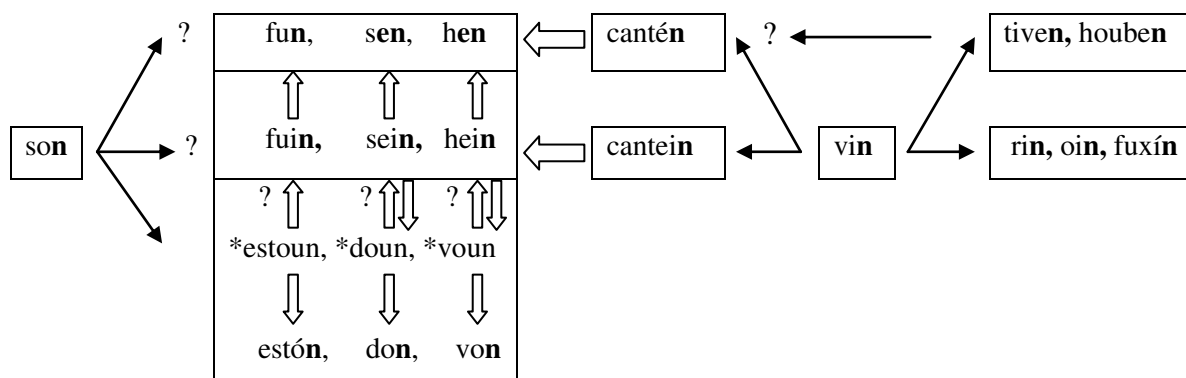 ? fun, sen, hen cantén ? tiven, houben
son ? fuin, sein, hein cantein vin rin, oin, fuxín
? ? ?
*estoun, *doun, *voun
estón, don, von